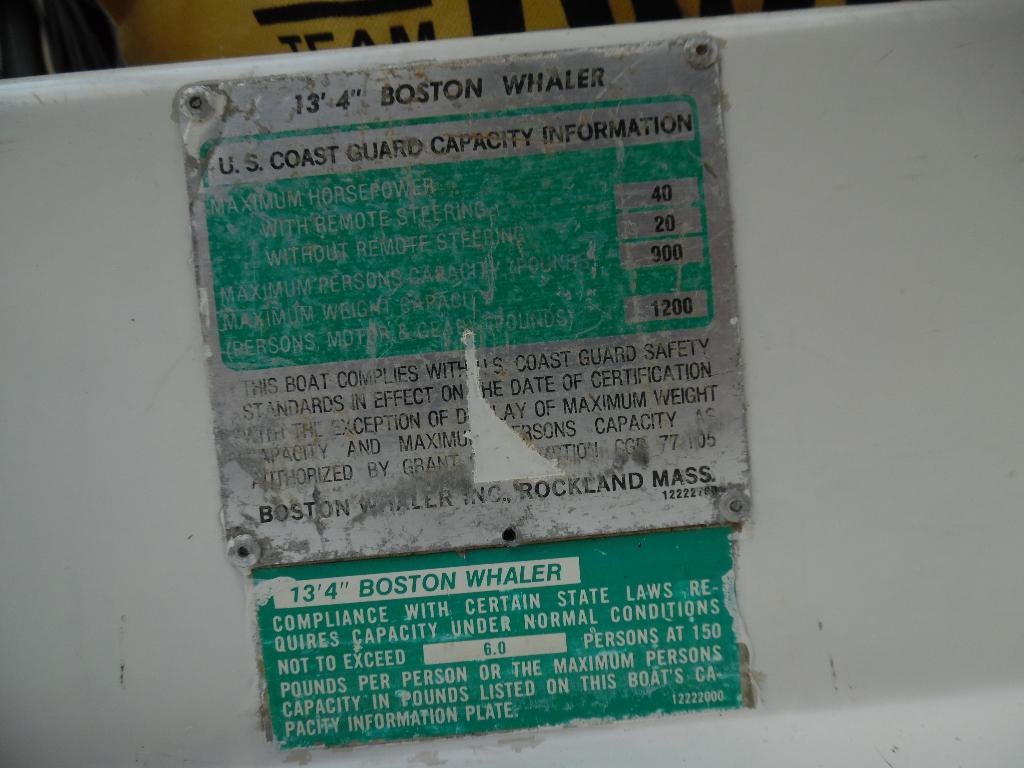 TEAM
13' 4" BOSTON WHALER
U. S. COAST GUARD CAPACITY INFORMATION
MAXIMUM HORSEPOWER
WITH REMOTE STEERING 40
WITHOUT REMOTE STEERING 20
MAXIMUM PERSONS CAPACITY (POUNDS) 900
MAXIMUM WEIGHT CAPACITY
(PERSONS, MOTOR & GEAR) (POUNDS) 1200
THIS BOAT COMPLIES WITH U.S. COAST GUARD SAFETY
STANDARDS IN EFFECT ON THE DATE OF CERTIFICATION
WITH THE EXCEPTION OF DISPLAY OF MAXIMUM WEIGHT
CAPACITY AND MAXIMUM PERSONS CAPACITY AS
AUTHORIZED BY GRANT
BOSTON WHALER INC., ROCKLAND MASS.
13'4" BOSTON WHALER
COMPLIANCE WITH CERTAIN STATE LAWS RE-
QUIRES CAPACITY UNDER NORMAL CONDITIONS
NOT TO EXCEED 6.0 PERSONS AT 150
POUNDS PER PERSON OR THE MAXIMUM PERSONS
CAPACITY IN POUNDS LISTED ON THIS BOAT'S CA-
PACITY INFORMATION PLATE. 12222000